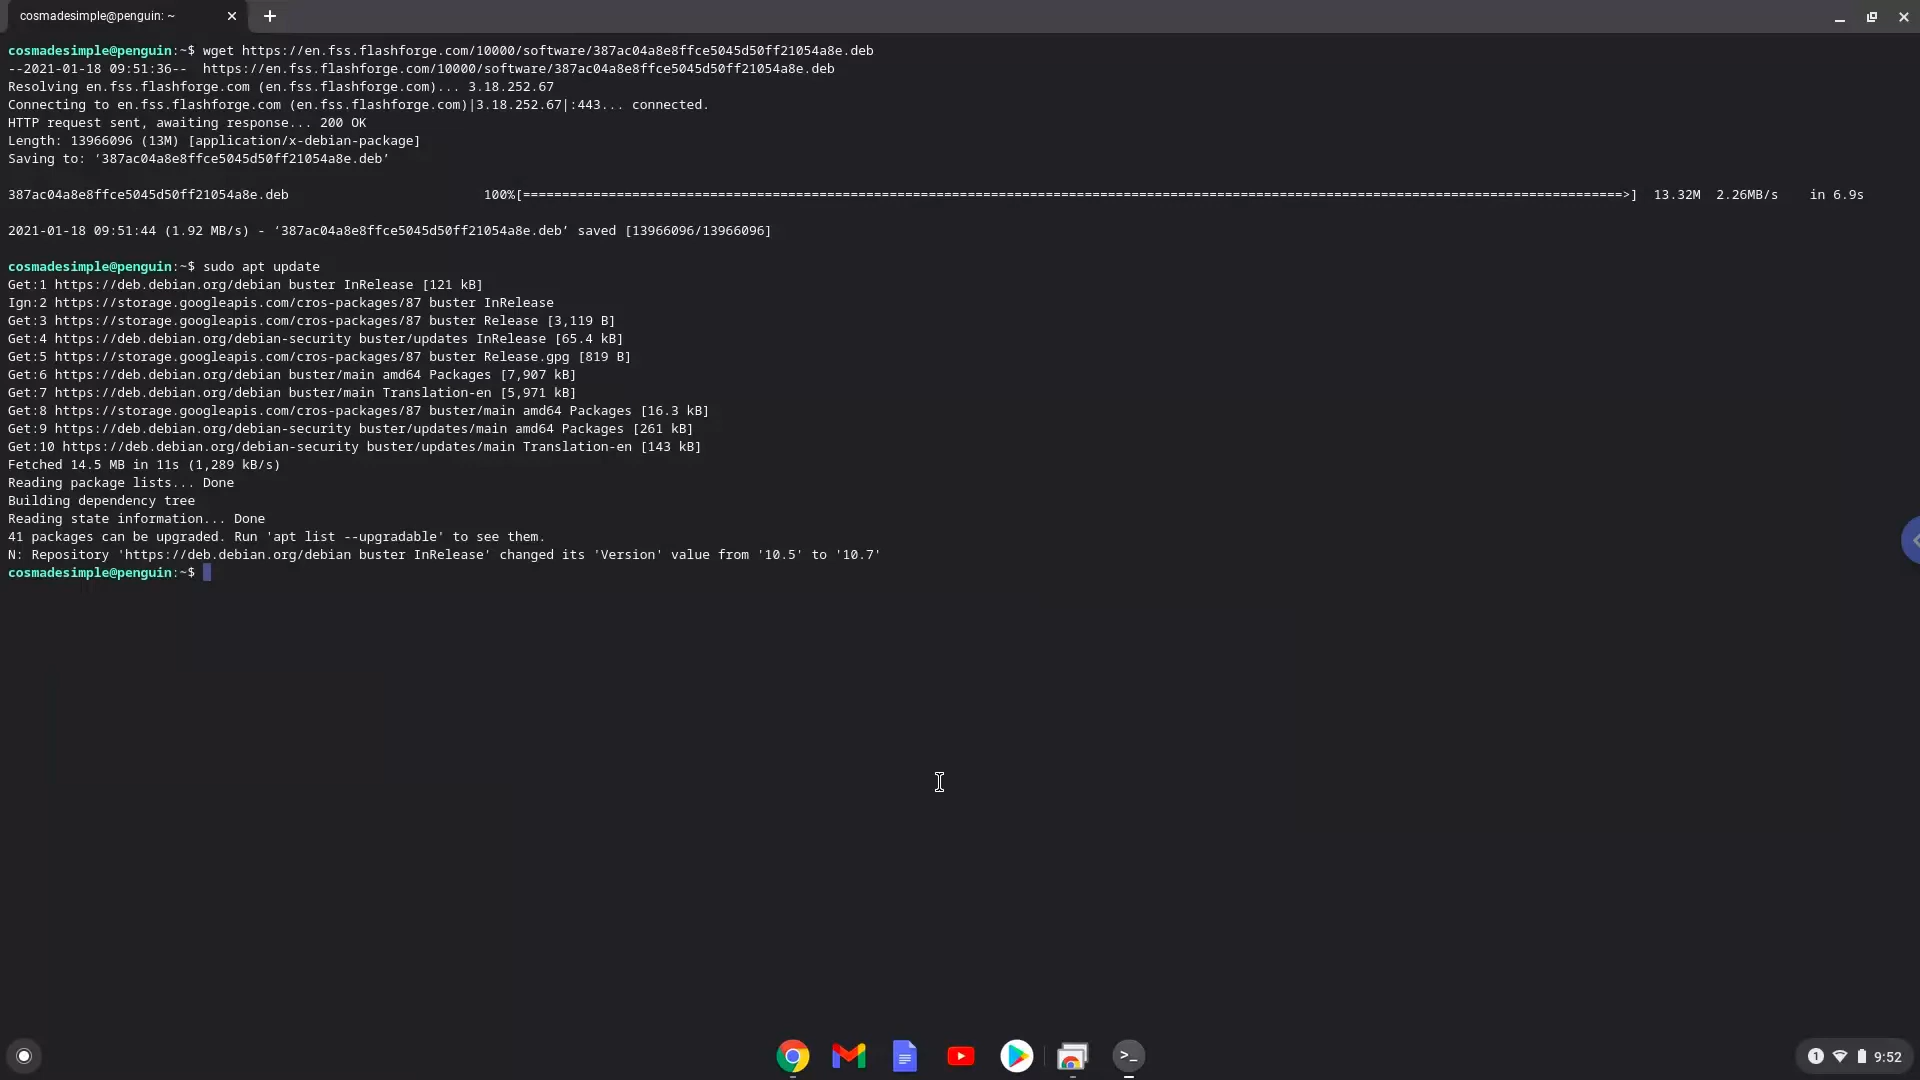 cosmadesimple@penguin: ~
cosmadesimple@penguin:~$ wget https://en.fss.flashforge.com/10000/software/387ac04a8e8ffce5045d50ff21054a8e.deb
--2021-01-18 09:51:36--  https://en.fss.flashforge.com/10000/software/387ac04a8e8ffce5045d50ff21054a8e.deb
Resolving en.fss.flashforge.com (en.fss.flashforge.com)... 3.18.252.67
Connecting to en.fss.flashforge.com (en.fss.flashforge.com)|3.18.252.67|:443... connected.
HTTP request sent, awaiting response... 200 OK
Length: 13966096 (13M) [application/x-debian-package]
Saving to: ‘387ac04a8e8ffce5045d50ff21054a8e.deb’
387ac04a8e8ffce5045d50ff21054a8e.deb 100%[=============================================================================================================================================>] 13.32M 2.26MB/s in 6.9s
2021-01-18 09:51:44 (1.92 MB/s) - ‘387ac04a8e8ffce5045d50ff21054a8e.deb’ saved [13966096/13966096]
cosmadesimple@penguin:~$ sudo apt update
Get:1 https://deb.debian.org/debian buster InRelease [121 kB]
Ign:2 https://storage.googleapis.com/cros-packages/87 buster InRelease
Get:3 https://storage.googleapis.com/cros-packages/87 buster Release [3,119 B]
Get:4 https://deb.debian.org/debian-security buster/updates InRelease [65.4 kB]
Get:5 https://storage.googleapis.com/cros-packages/87 buster Release.gpg [819 B]
Get:6 https://deb.debian.org/debian buster/main amd64 Packages [7,907 kB]
Get:7 https://deb.debian.org/debian buster/main Translation-en [5,971 kB]
Get:8 https://storage.googleapis.com/cros-packages/87 buster/main amd64 Packages [16.3 kB]
Get:9 https://deb.debian.org/debian-security buster/updates/main amd64 Packages [261 kB]
Get:10 https://deb.debian.org/debian-security buster/updates/main Translation-en [143 kB]
Fetched 14.5 MB in 11s (1,289 kB/s)
Reading package lists... Done
Building dependency tree
Reading state information... Done
41 packages can be upgraded. Run 'apt list --upgradable' to see them.
N: Repository 'https://deb.debian.org/debian buster InRelease' changed its 'Version' value from '10.5' to '10.7'
cosmadesimple@penguin:~$
>_
1 9:52